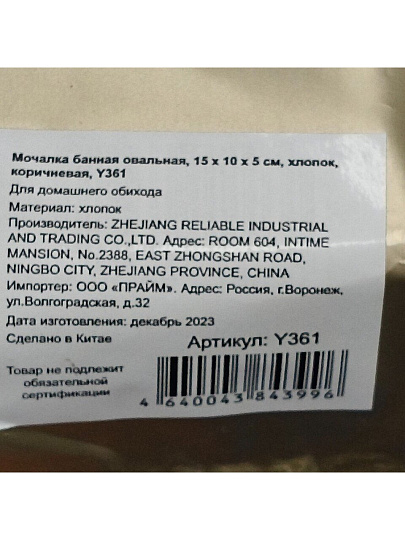 Мочалка банная овальная, 15 х 10 х 5 см, хлопок,
коричневая, Y361
Для домашнего обихода
Материал: хлопок
Производитель: ZHEJIANG RELIABLE INDUSTRIAL
AND TRADING CO.,LTD. Адрес: ROOM 604, INTIME
MANSION, No.2388, EAST ZHONGSHAN ROAD,
NINGBO CITY, ZHEJIANG PROVINCE, CHINA
Импортер: ООО «ПРАЙМ». Адрес: Россия, г.Воронеж,
ул.Волгоградская, д.32
Дата изготовления: декабрь 2023
Сделано в Китае
Артикул: Y361
Товар не подлежит
обязательной
сертификации
4 640043 843996